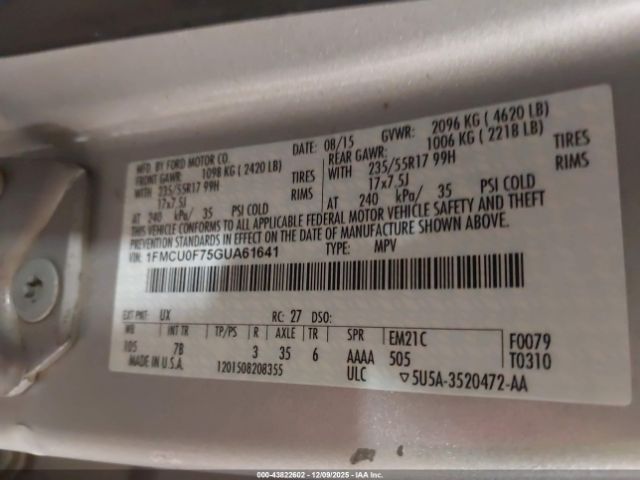 MFD. BY FORD MOTOR CO.
DATE: 08/15 GVWR: 2096 KG ( 4620 LB)
FRONT GAWR: 1098 KG ( 2420 LB)
REAR GAWR: 1006 KG ( 2218 LB)
WITH 235/55R17 99H TIRES
WITH 235/55R17 99H TIRES
17x7.5J RIMS
17x7.5J RIMS
AT 240 kPa/ 35 PSI COLD
AT 240 kPa/ 35 PSI COLD
THIS VEHICLE CONFORMS TO ALL APPLICABLE FEDERAL MOTOR VEHICLE SAFETY AND THEFT
PREVENTION STANDARDS IN EFFECT ON THE DATE OF MANUFACTURE SHOWN ABOVE.
VIN: 1FMCU0F75GUA61641 TYPE: MPV
EXT PNT: UX RC: 27 DSO:
WB INT TR TP/PS R AXLE TR SPR EM21C F0079
105 7B 3 35 6 AAAA 505 T0310
MADE IN U.S.A. 1201508208355 ULC ▽5U5A-3520472-AA
00-43822602 - 12/09/2025 - IAA Inc.